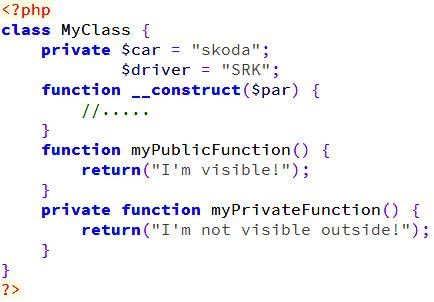 <?php
class MyClass {
    private $car = "skoda";
            $driver = "SRK";
    function __construct($par) {
        //.....
    }
    function myPublicFunction() {
        return("I'm visible!");
    }
    private function myPrivateFunction() {
        return("I'm not visible outside!");
    }
}
?>